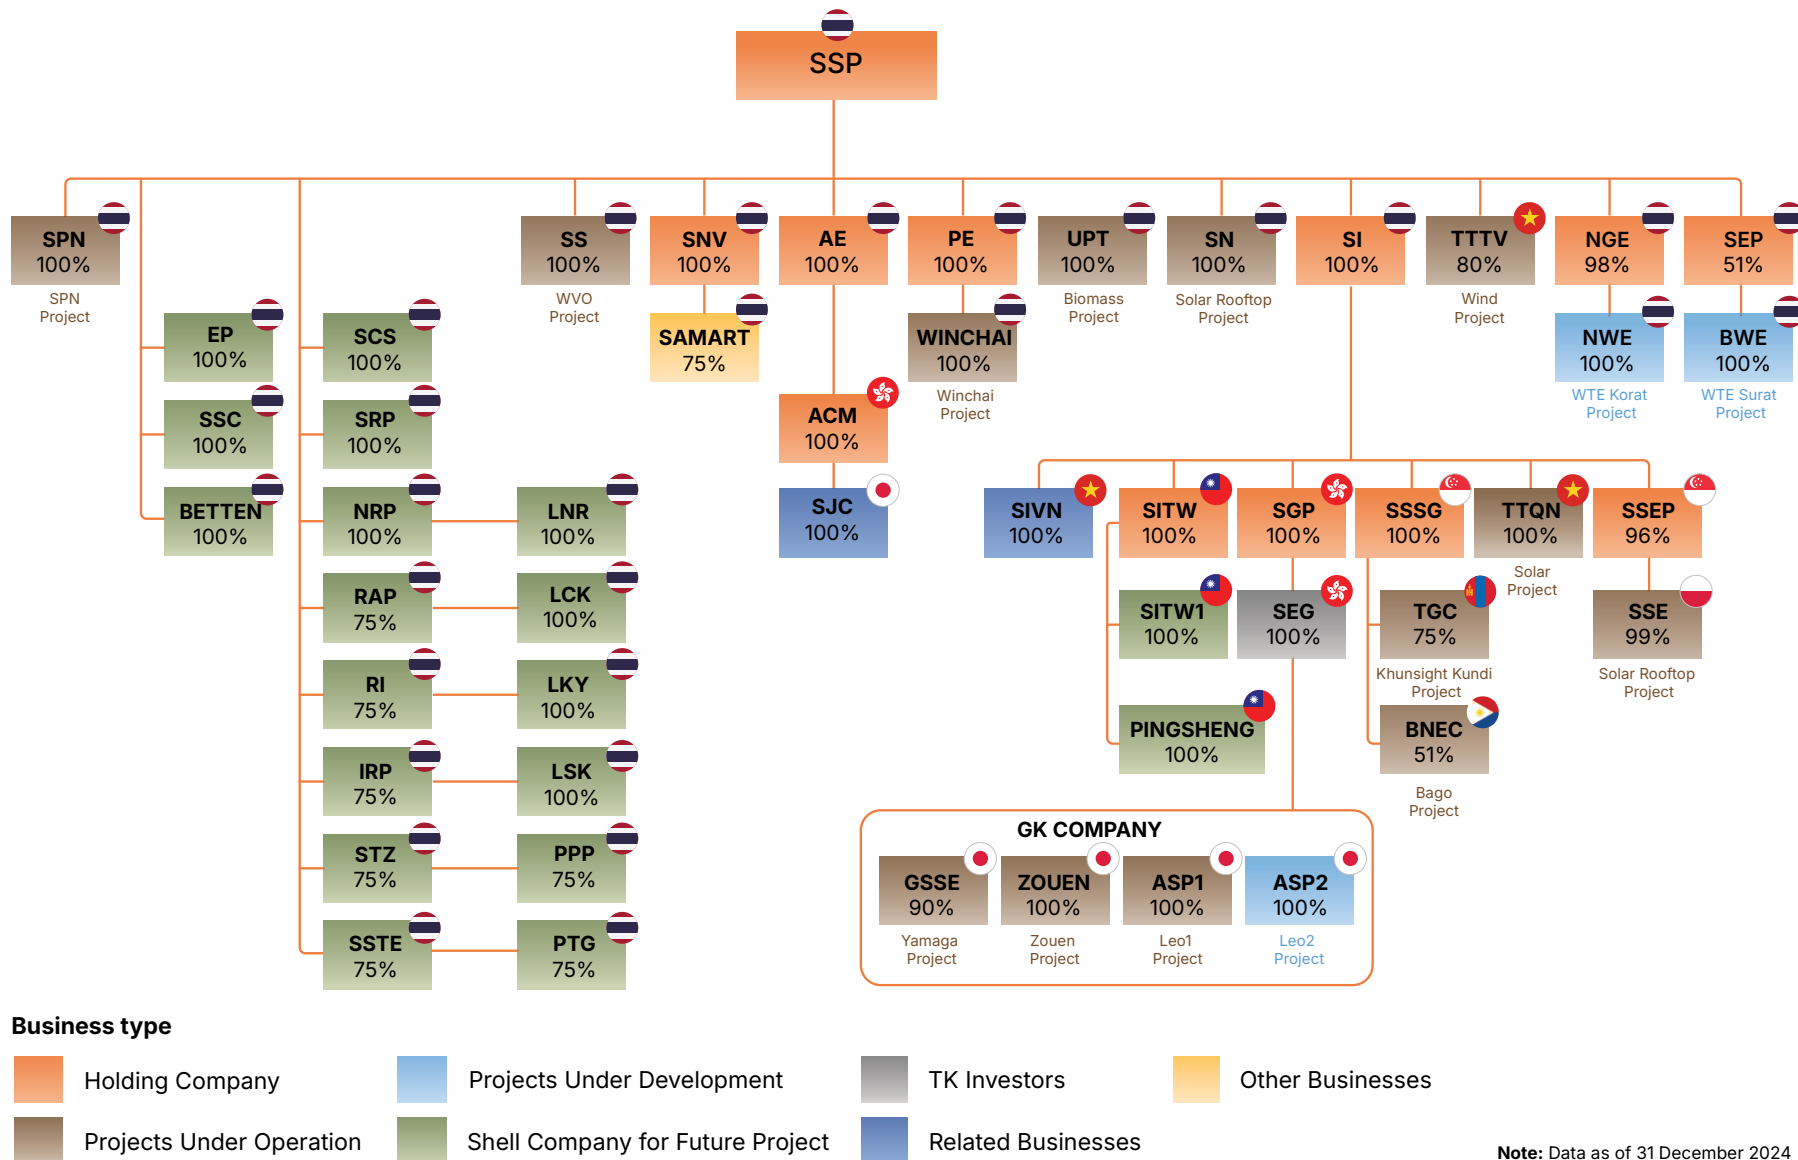 SSP
SPN
100%
SPN
Project
SS
100%
WVO
Project
SNV
100%
AE
100%
PE
100%
UPT
100%
Biomass
Project
SN
100%
Solar Rooftop
Project
SI
100%
TTTV
80%
Wind
Project
NGE
98%
SEP
51%
EP
100%
SCS
100%
SAMART
75%
WINCHAI
100%
Winchai
Project
NWE
100%
WTE Korat
Project
BWE
100%
WTE Surat
Project
SSC
100%
SRP
100%
ACM
100%
BETTEN
100%
NRP
100%
LNR
100%
SJC
100%
SIVN
100%
SITW
100%
SGP
100%
SSSG
100%
TTQN
100%
Solar
Project
SSEP
96%
RAP
75%
LCK
100%
SITW1
100%
SEG
100%
TGC
75%
Khunsight Kundi
Project
SSE
99%
Solar Rooftop
Project
RI
75%
LKY
100%
PINGSHENG
100%
BNEC
51%
Bago
Project
IRP
75%
LSK
100%
STZ
75%
PPP
75%
SSTE
75%
PTG
75%
GK COMPANY
GSSE
90%
Yamaga
Project
ZOUEN
100%
Zouen
Project
ASP1
100%
Leo1
Project
ASP2
100%
Leo2
Project
Business type
Holding Company
Projects Under Development
TK Investors
Other Businesses
Projects Under Operation
Shell Company for Future Project
Related Businesses
Note: Data as of 31 December 2024